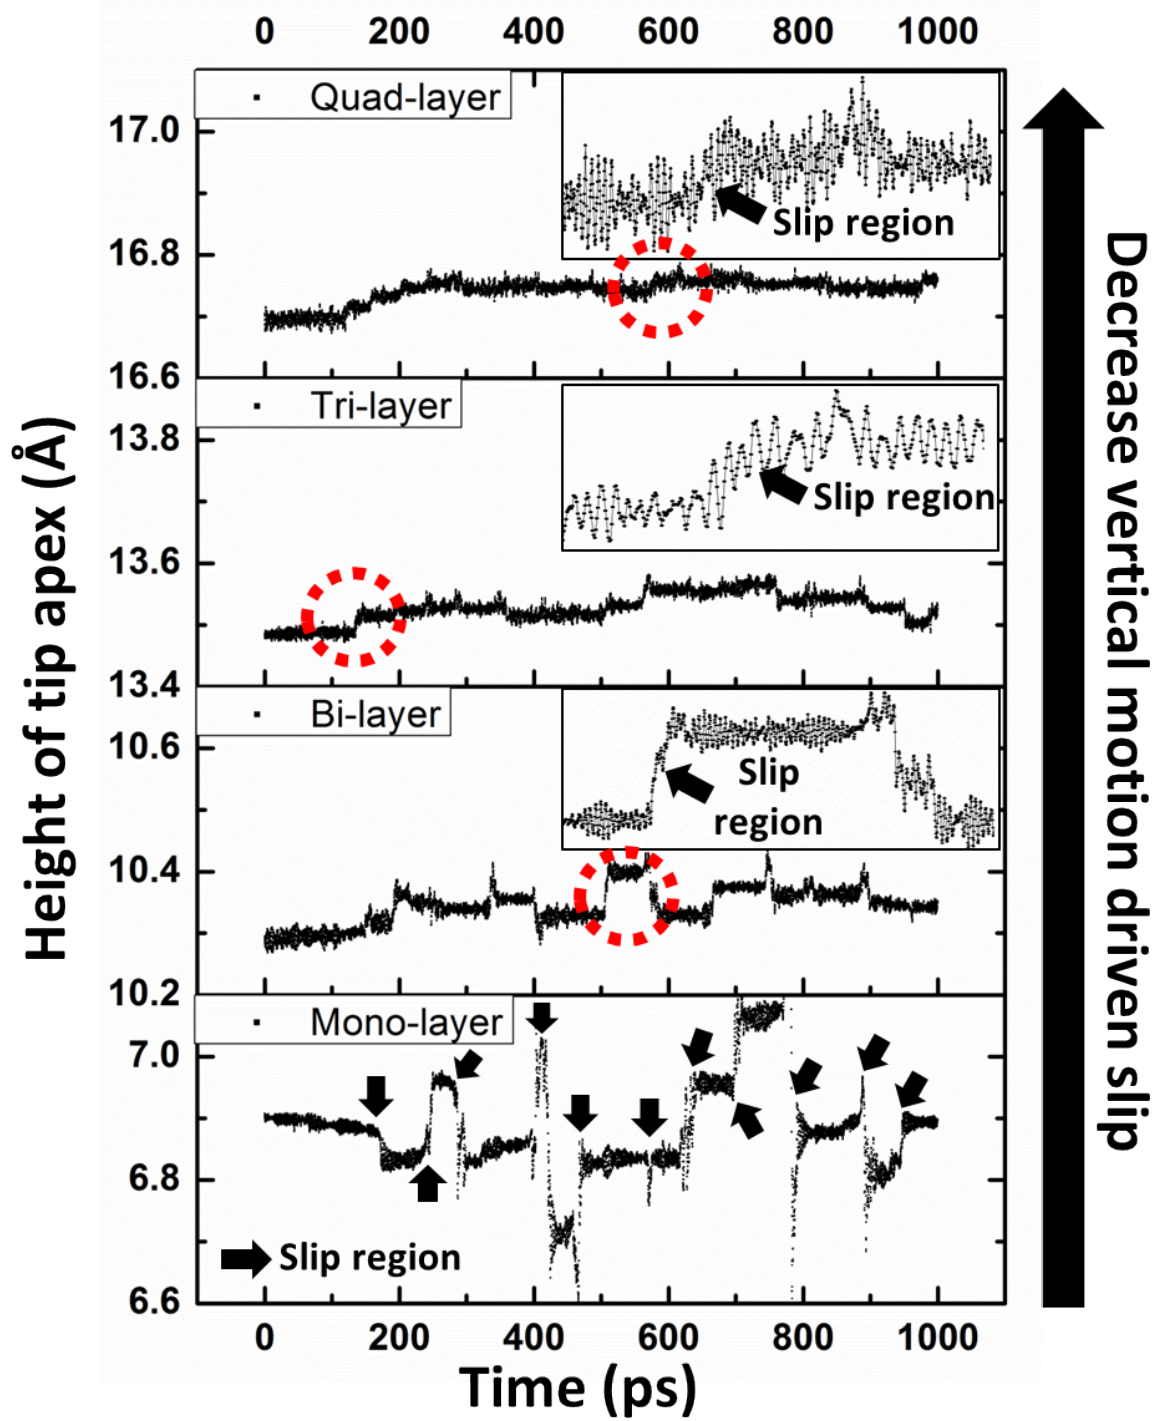 0 200 400 600 800 1000
Quad-layer
17.0
Slip region
16.8
16.6
Tri-layer
13.8
Slip region
13.6
13.4
Bi-layer
10.6
Slip
region
10.4
10.2
Mono-layer
7.0
6.8
Slip region
6.6
0 200 400 600 800 1000
Time (ps)
Height of tip apex (Å)
Decrease vertical motion driven slip